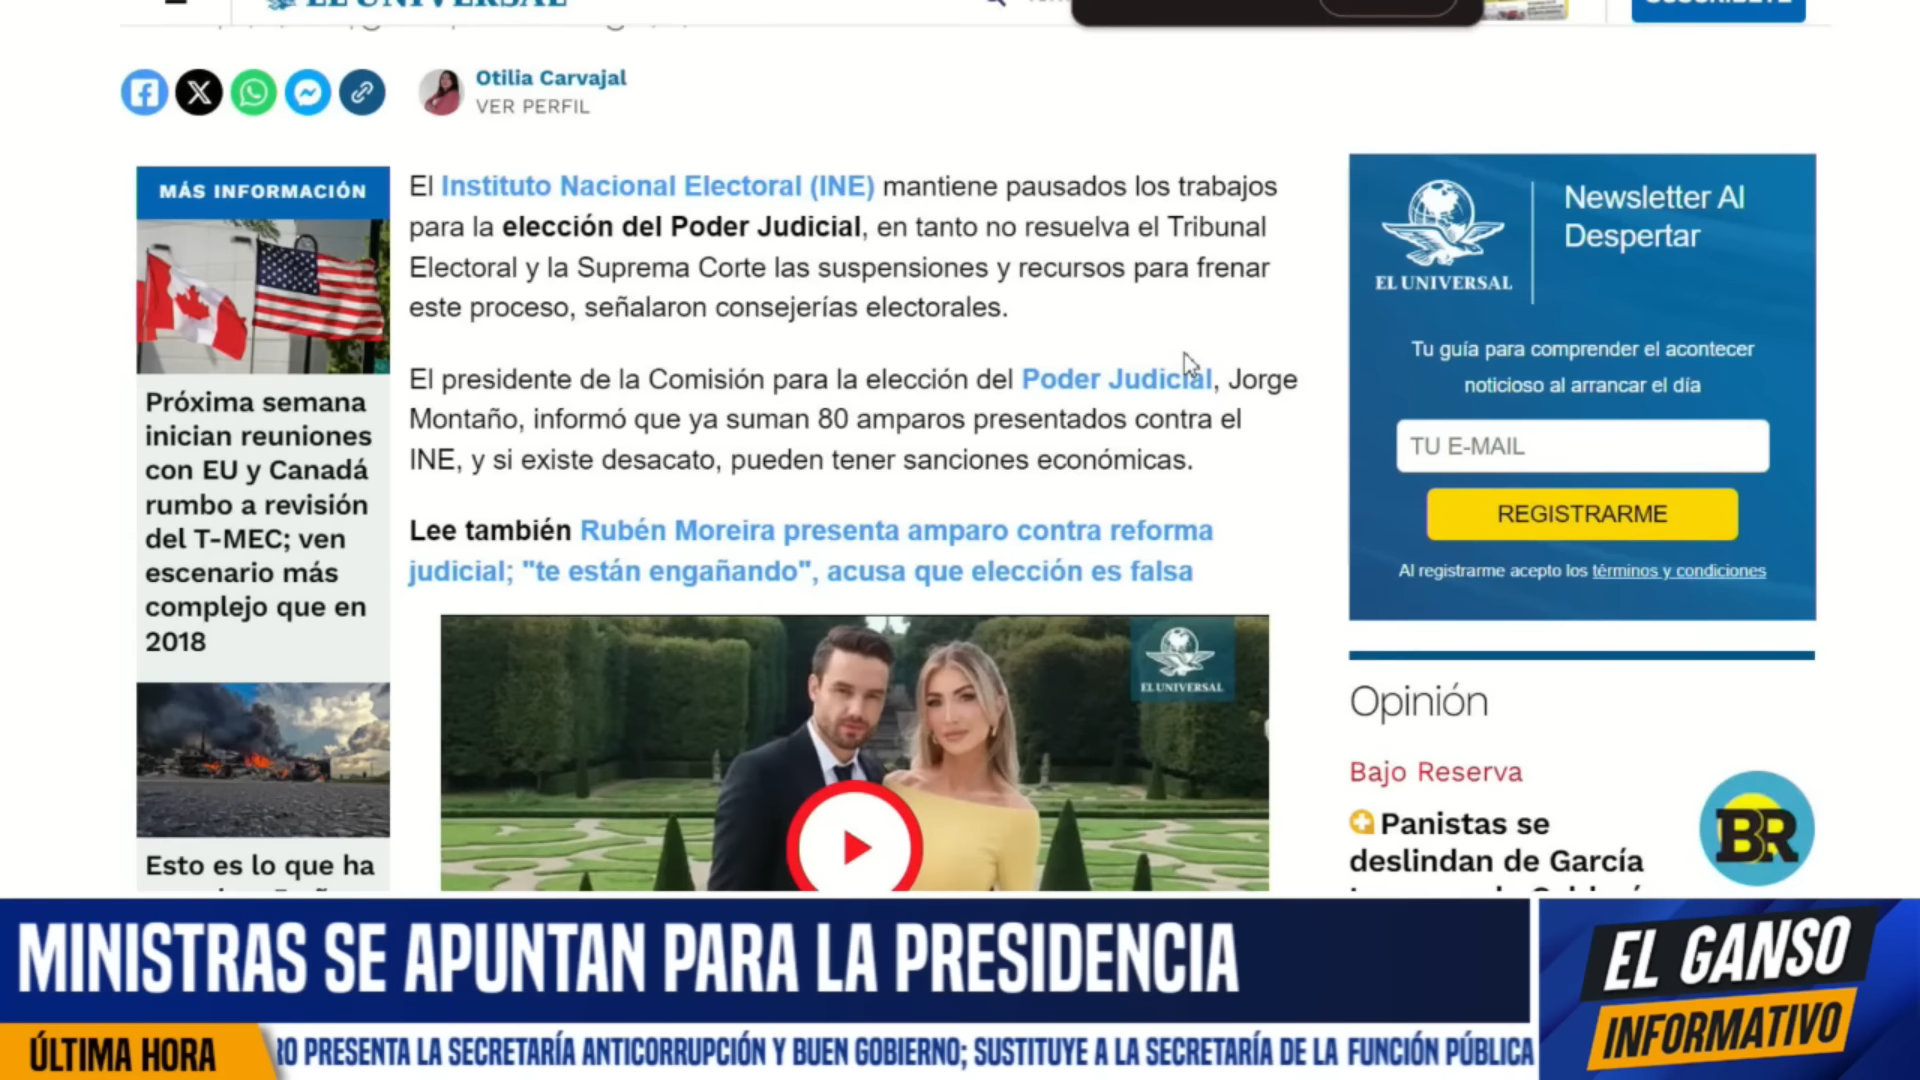 EL UNIVERSAL
Otilia Carvajal
VER PERFIL
MÁS INFORMACIÓN
Próxima semana
inician reuniones
con EU y Canadá
rumbo a revisión
del T-MEC; ven
escenario más
complejo que en
2018
Esto es lo que ha
El Instituto Nacional Electoral (INE) mantiene pausados los trabajos
para la elección del Poder Judicial, en tanto no resuelva el Tribunal
Electoral y la Suprema Corte las suspensiones y recursos para frenar
este proceso, señalaron consejerías electorales.
El presidente de la Comisión para la elección del Poder Judicial, Jorge
Montaño, informó que ya suman 80 amparos presentados contra el
INE, y si existe desacato, pueden tener sanciones económicas.
Lee también Rubén Moreira presenta amparo contra reforma
judicial; "te están engañando", acusa que elección es falsa
EL UNIVERSAL
EL UNIVERSAL
Newsletter Al
Despertar
Tu guía para comprender el acontecer
noticioso al arrancar el día
TU E-MAIL
REGISTRARME
Al registrarme acepto los términos y condiciones
Opinión
Bajo Reserva
Panistas se
deslindan de García
BR
MINISTRAS SE APUNTAN PARA LA PRESIDENCIA
EL GANSO
INFORMATIVO
ÚLTIMA HORA
RO PRESENTA LA SECRETARÍA ANTICORRUPCIÓN Y BUEN GOBIERNO; SUSTITUYE A LA SECRETARÍA DE LA FUNCIÓN PÚBLICA